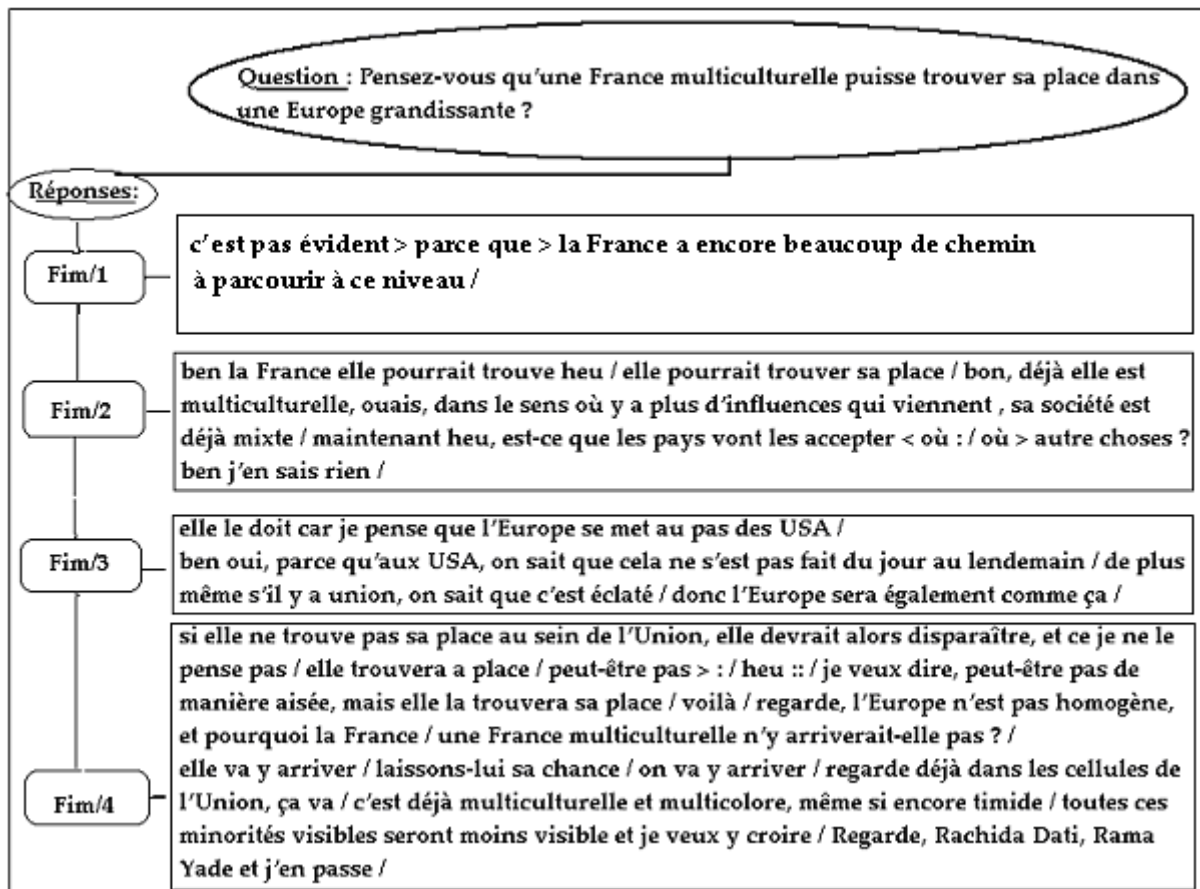 Question : Pensez-vous qu'une France multiculturelle puisse trouver sa place dans
une Europe grandissante ?
Réponses:
Fim/1
c'est pas évident > parce que > la France a encore beaucoup de chemin
à parcourir à ce niveau /
Fim/2
ben la France elle pourrait trouve heu / elle pourrait trouver sa place / bon, déjà elle est
multiculturelle, ouais, dans le sens où y a plus d'influences qui viennent , sa société est
déjà mixte / maintenant heu, est-ce que les pays vont les accepter < où : / où > autre choses ?
ben j'en sais rien /
Fim/3
elle le doit car je pense que l'Europe se met au pas des USA /
ben oui, parce qu'aux USA, on sait que cela ne s'est pas fait du jour au lendemain / de plus
même s'il y a union, on sait que c'est éclaté / donc l'Europe sera également comme ça /
Fim/4
si elle ne trouve pas sa place au sein de l'Union, elle devrait alors disparaître, et ce je ne le
pense pas / elle trouvera a place / peut-être pas > : / heu :: / je veux dire, peut-être pas de
manière aisée, mais elle la trouvera sa place / voilà / regarde, l'Europe n'est pas homogène,
et pourquoi la France / une France multiculturelle n'y arriverait-elle pas ? /
elle va y arriver / laissons-lui sa chance / on va y arriver / regarde déjà dans les cellules de
l'Union, ça va / c'est déjà multiculturelle et multicolore, même si encore timide / toutes ces
minorités visibles seront moins visible et je veux y croire / Regarde, Rachida Dati, Rama
Yade et j'en passe /